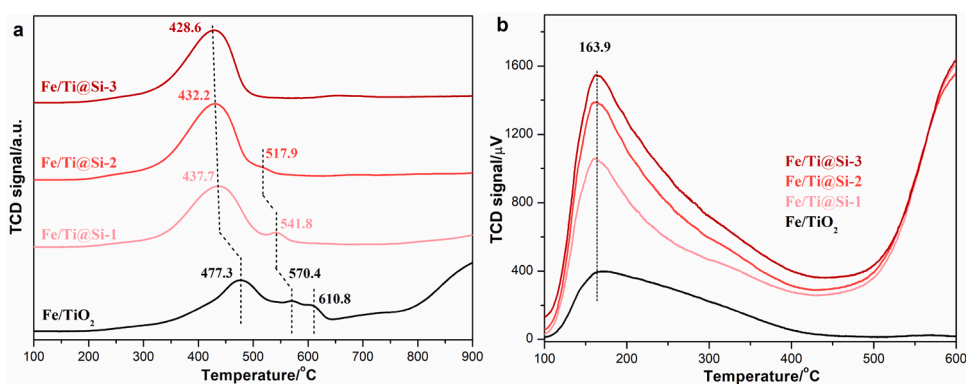 a
428.6
Fe/Ti@Si-3
432.2
Fe/Ti@Si-2
517.9
437.7
Fe/Ti@Si-1
541.8
477.3
570.4
610.8
Fe/TiO2
TCD signal/a.u.
100 200 300 400 500 600 700 800 900
Temperature/°C
b
163.9
1600
1200
800
400
0
Fe/Ti@Si-3
Fe/Ti@Si-2
Fe/Ti@Si-1
Fe/TiO2
TCD signal/μV
100 200 300 400 500 600
Temperature/°C